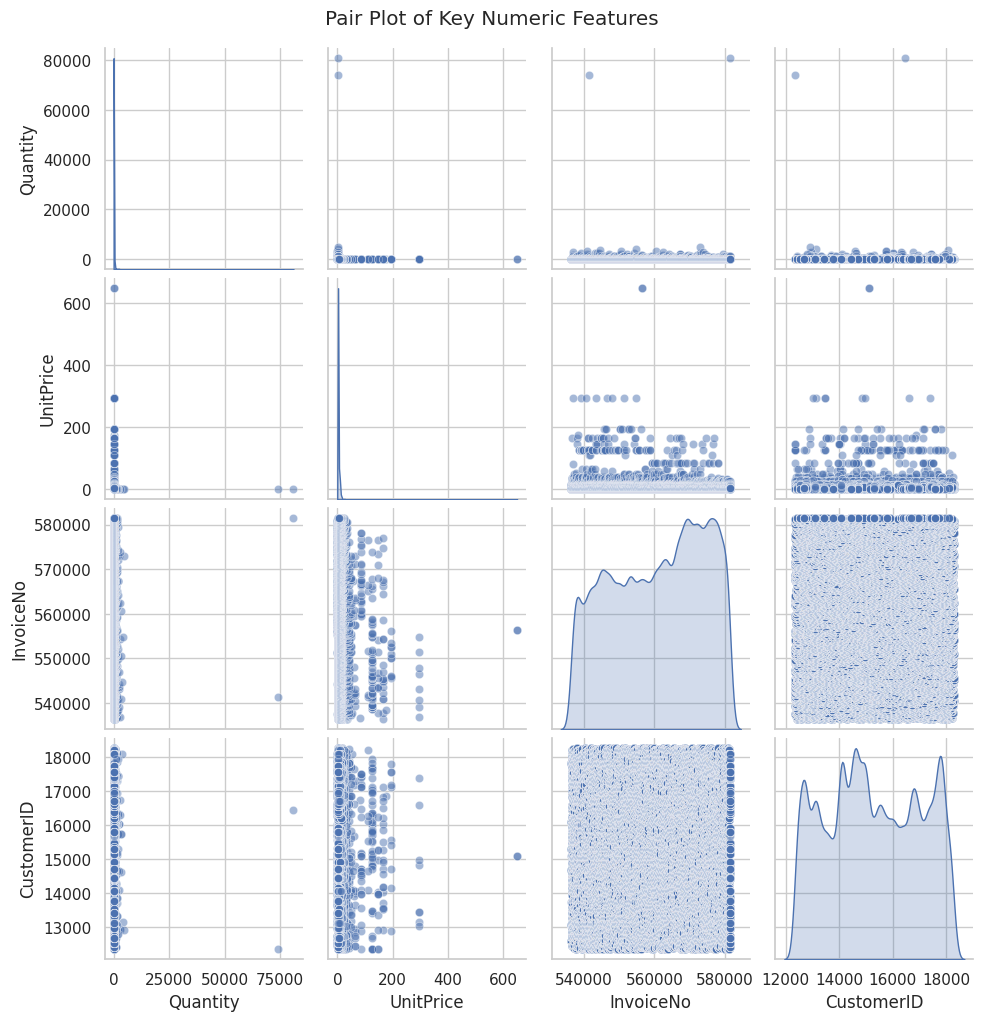 Pair Plot of Key Numeric Features
80000
60000
40000
20000
0
Quantity
600
400
200
0
UnitPrice
580000
570000
560000
550000
540000
InvoiceNo
18000
17000
16000
15000
14000
13000
CustomerID
0 25000 50000 75000
Quantity
0 200 400 600
UnitPrice
540000 560000 580000
InvoiceNo
12000 14000 16000 18000
CustomerID